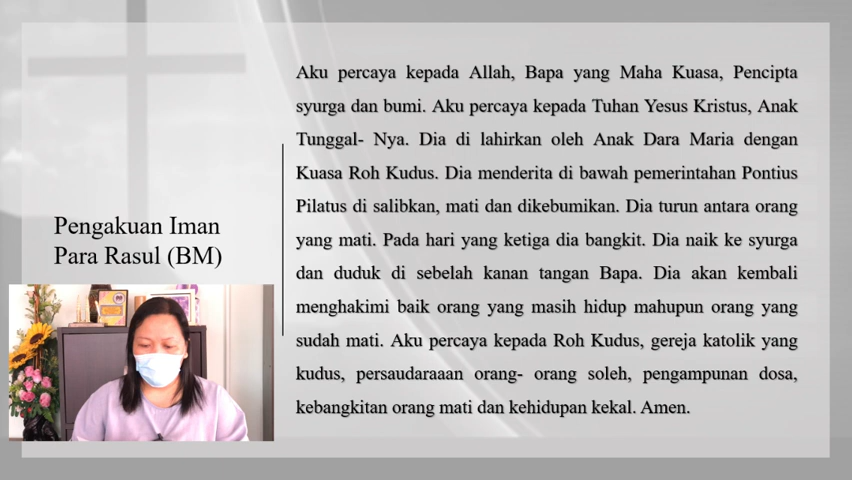 Pengakuan Iman
Para Rasul (BM)
Aku percaya kepada Allah, Bapa yang Maha Kuasa, Pencipta
syurga dan bumi. Aku percaya kepada Tuhan Yesus Kristus, Anak
Tunggal- Nya. Dia di lahirkan oleh Anak Dara Maria dengan
Kuasa Roh Kudus. Dia menderita di bawah pemerintahan Pontius
Pilatus di salibkan, mati dan dikebumikan. Dia turun antara orang
yang mati. Pada hari yang ketiga dia bangkit. Dia naik ke syurga
dan duduk di sebelah kanan tangan Bapa. Dia akan kembali
menghakimi baik orang yang masih hidup mahupun orang yang
sudah mati. Aku percaya kepada Roh Kudus, gereja katolik yang
kudus, persaudaraaan orang- orang soleh, pengampunan dosa,
kebangkitan orang mati dan kehidupan kekal. Amen.